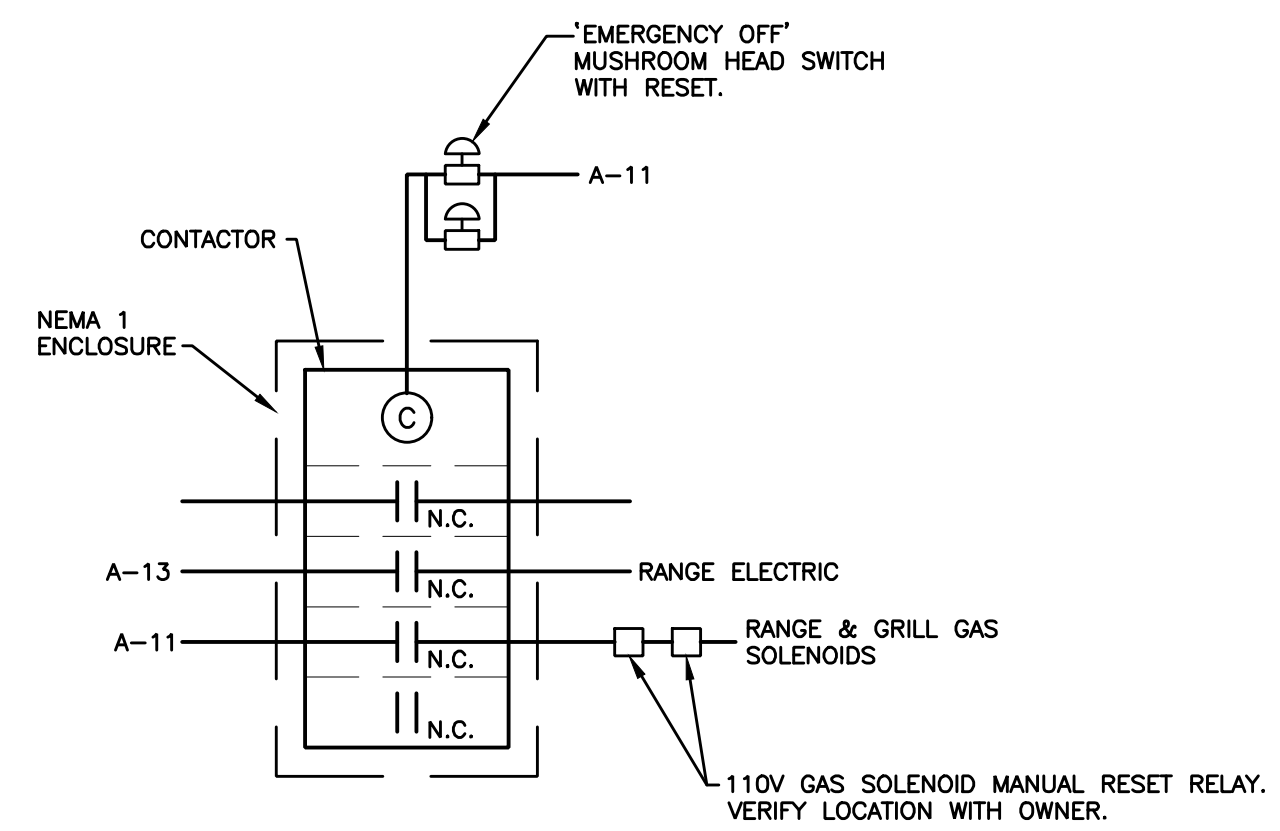 'EMERGENCY OFF'
MUSHROOM HEAD SWITCH
WITH RESET.
A-11
CONTACTOR
NEMA 1
ENCLOSURE
C
N.C.
A-13
RANGE ELECTRIC
N.C.
A-11
RANGE & GRILL GAS
SOLENOIDS
N.C.
N.C.
110V GAS SOLENOID MANUAL RESET RELAY.
VERIFY LOCATION WITH OWNER.